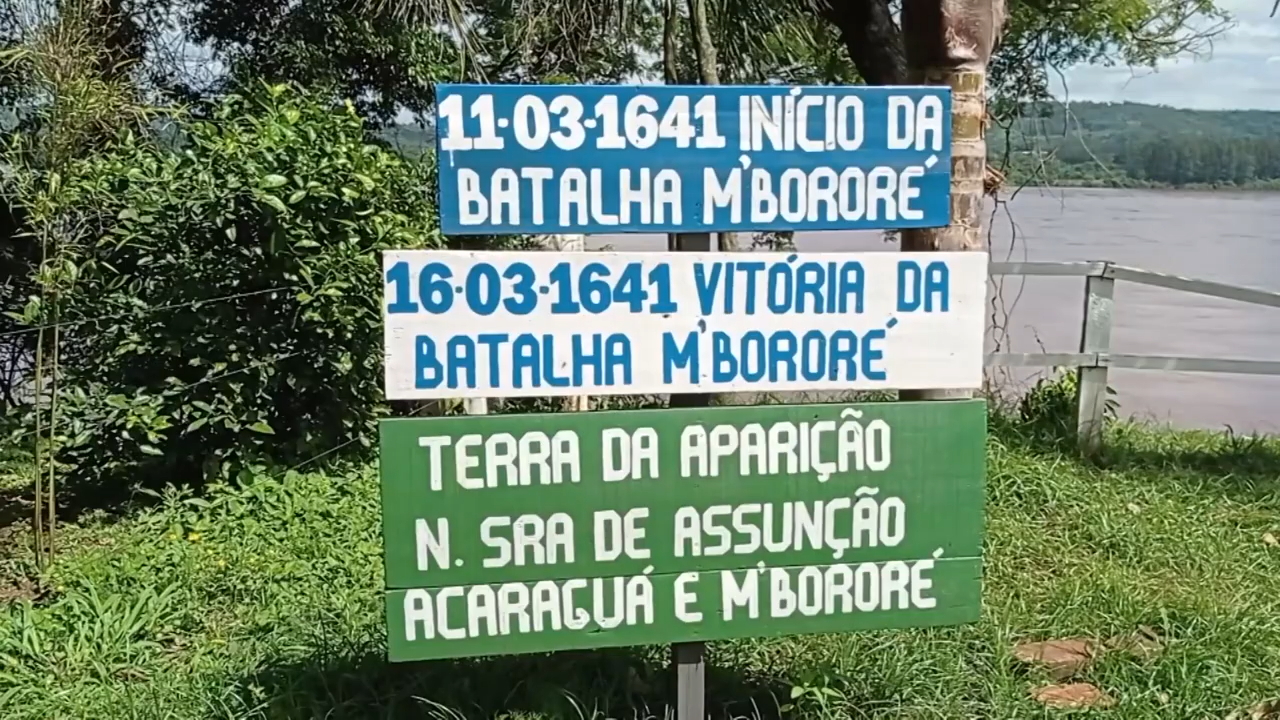 11-03-1641 INÍCIO DA
BATALHA M'BORORÉ
16-03-1641 VITÓRIA DA
BATALHA M'BORORÉ
TERRA DA APARIÇÃO
N. SRA DE ASSUNÇÃO
ACARAGUÁ E M'BORORÉ